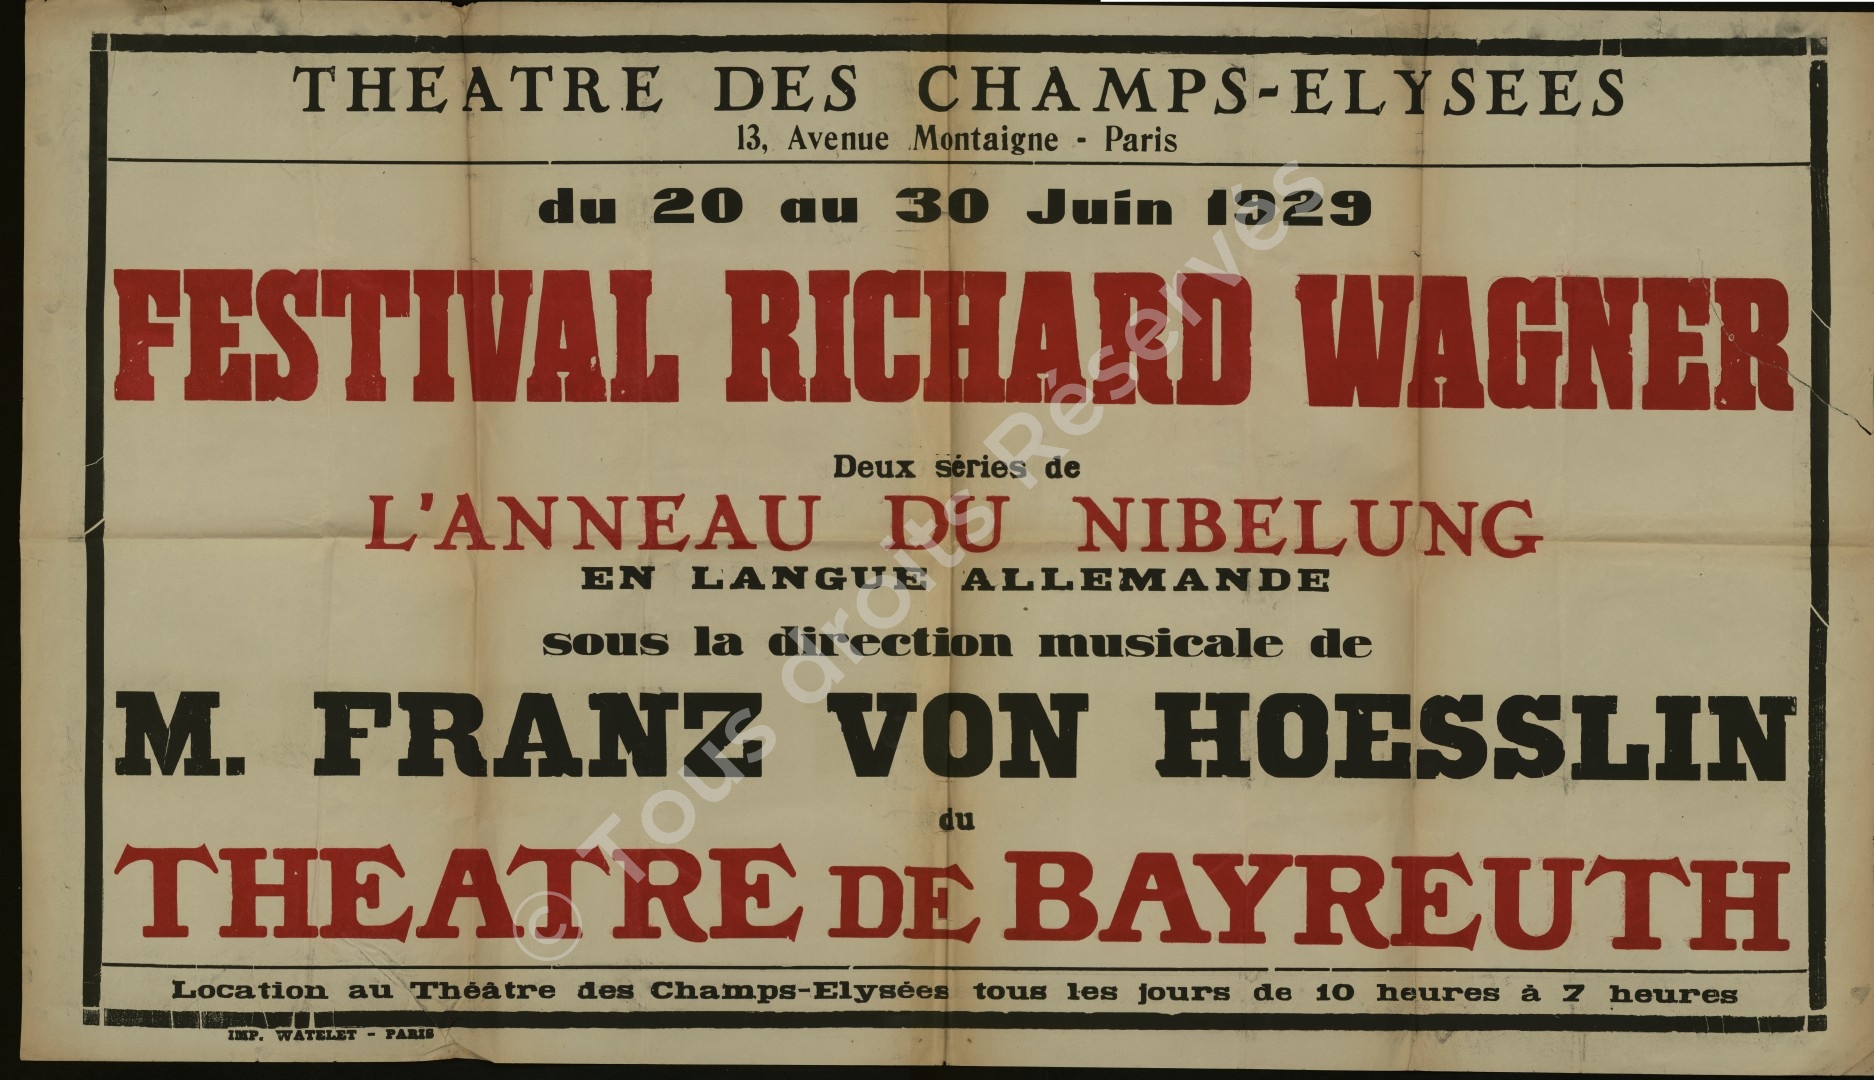 THEATRE DES CHAMPS-ELYSEES
13, Avenue Montaigne - Paris
du 20 au 30 Juin 1929
FESTIVAL RICHARD WAGNER
Deux séries de
L'ANNEAU DU NIBELUNG
EN LANGUE ALLEMANDE
sous la direction musicale de
M. FRANZ VON HOESSLIN
du
THEATRE DE BAYREUTH
Location au Théâtre des Champs-Elysées tous les jours de 10 heures à 7 heures
IMP. WATELET - PARIS
© Tous droits Réservés